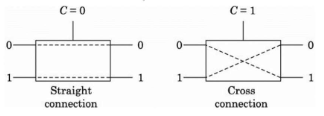 C = 0
C = 1
0 0 0 0
1 1 1 1
Straight
connection
Cross
connection